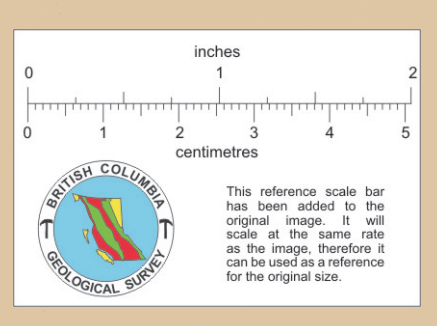 inches
0 1 2
0 1 2 3 4 5
centimetres
BRITISH COLUMBIA
GEOLOGICAL SURVEY
This reference scale bar
has been added to the
original image. It will
scale at the same rate
as the image, therefore it
can be used as a reference
for the original size.